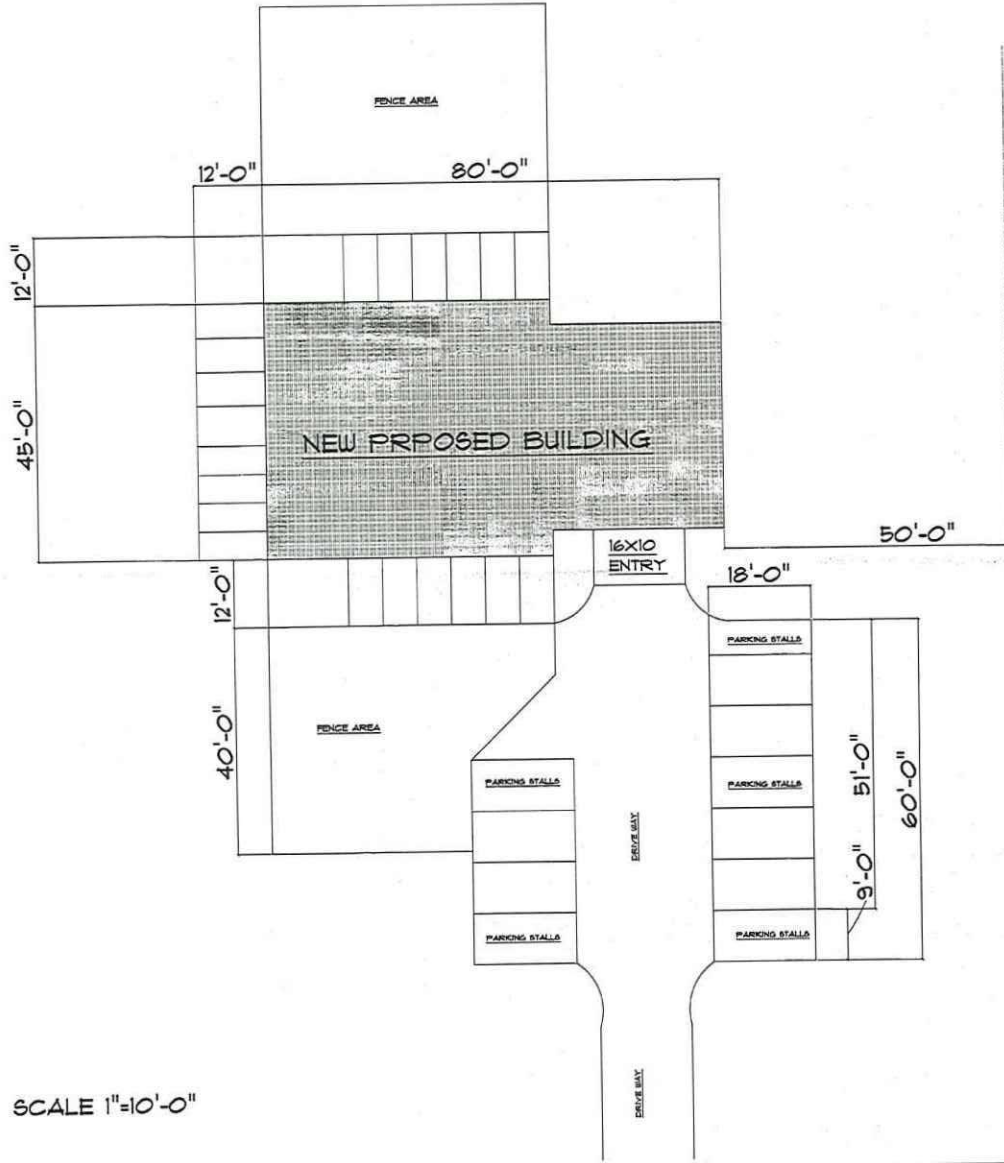 FENCE AREA
12'-0"
80'-0"
12'-0"
45'-0"
NEW PRPOSED BUILDING
16X10
ENTRY
50'-0"
12'-0"
18'-0"
PARKING STALLS
40'-0"
FENCE AREA
PARKING STALLS
PARKING STALLS
51'-0"
60'-0"
DRIVE WAY
9'-0"
PARKING STALLS
PARKING STALLS
DRIVE WAY
SCALE 1"=10'-0"